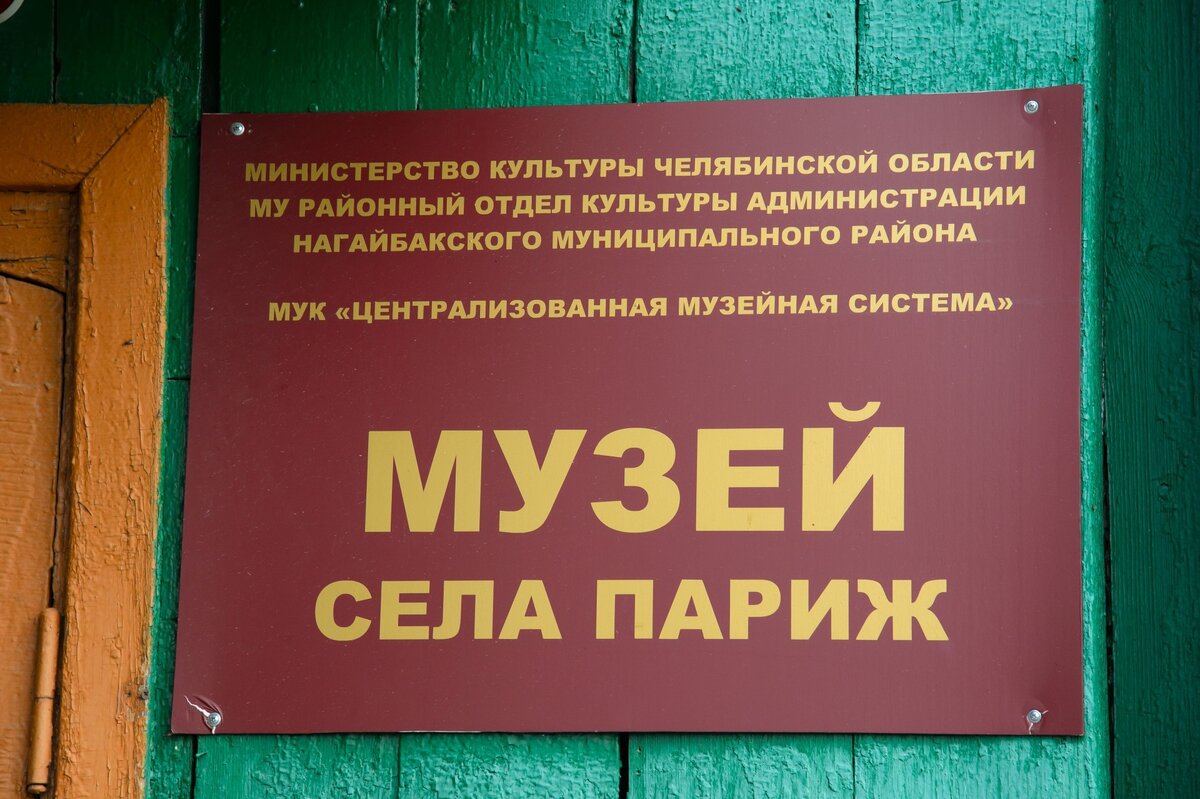 МИНИСТЕРСТВО КУЛЬТУРЫ ЧЕЛЯБИНСКОЙ ОБЛАСТИ
МУ РАЙОННЫЙ ОТДЕЛ КУЛЬТУРЫ АДМИНИСТРАЦИИ
НАГАЙБАКСКОГО МУНИЦИПАЛЬНОГО РАЙОНА
МУК «ЦЕНТРАЛИЗОВАННАЯ МУЗЕЙНАЯ СИСТЕМА»
МУЗЕЙ
СЕЛА ПАРИЖ